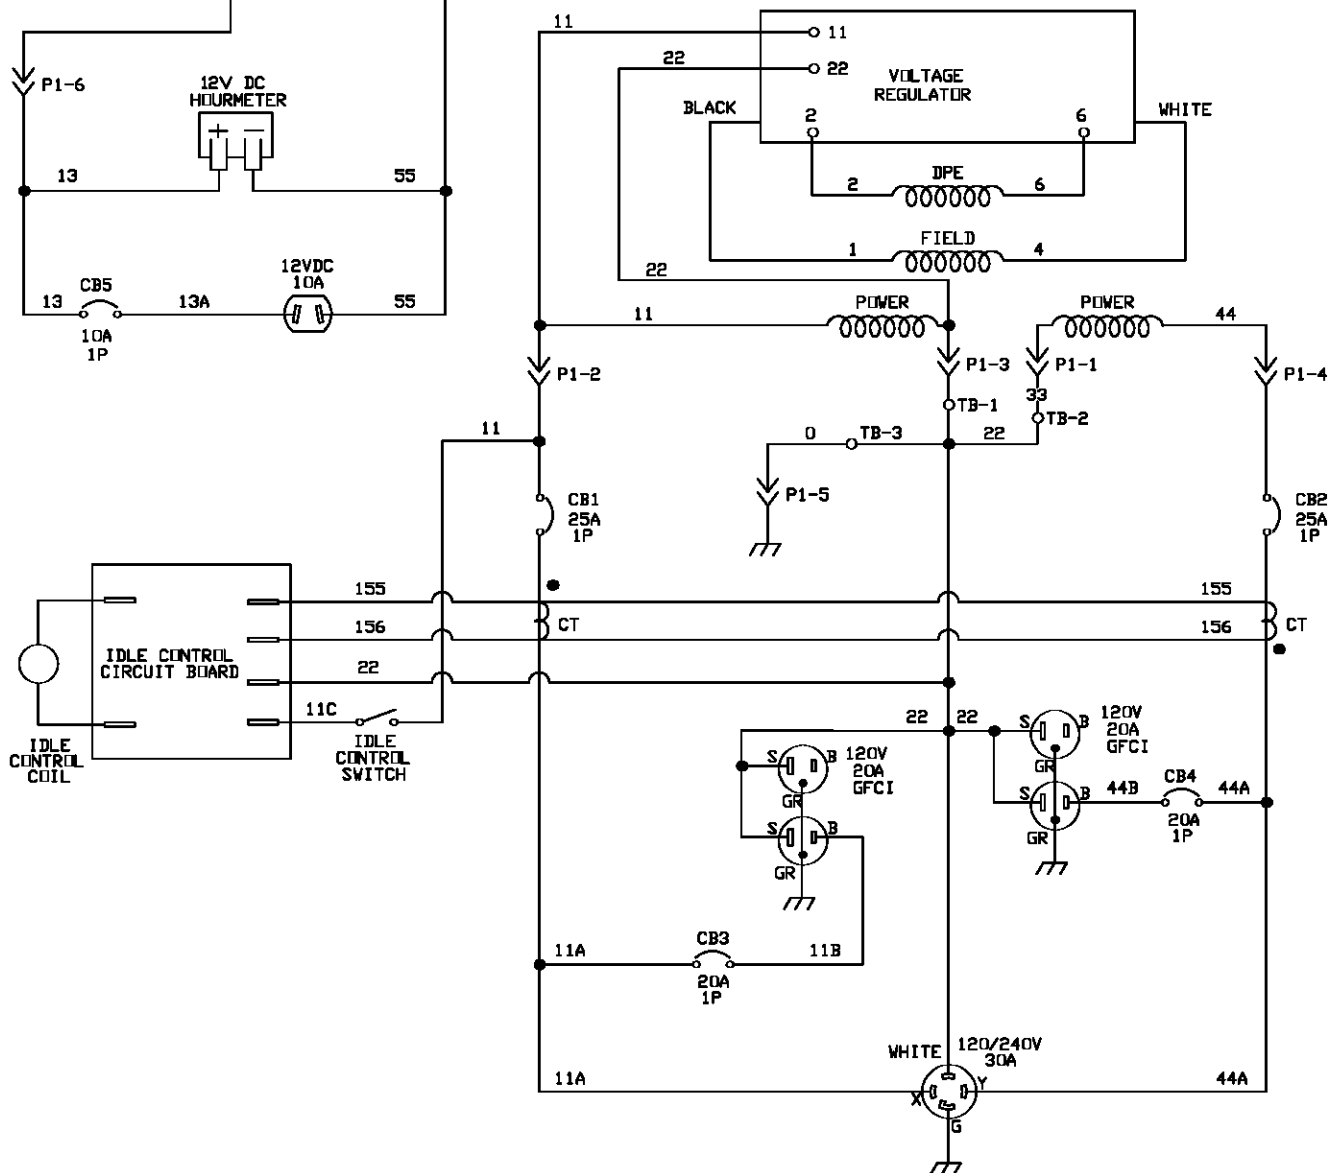 11
11
22
22
VOLTAGE
REGULATOR
P1-6
12V DC
HOURMETER
+ −
BLACK
WHITE
2
6
13
55
DPE
2
6
FIELD
1
4
22
12VDC
10A
CB5
13
13A
55
10A
1P
11
POWER
POWER
44
P1-2
P1-3
P1-1
P1-4
33
TB-1
TB-2
11
0
TB-3
22
P1-5
CB1
25A
1P
CB2
25A
1P
155
155
156
CT
156
CT
IDLE CONTROL
CIRCUIT BOARD
22
11C
IDLE
CONTROL
COIL
IDLE
CONTROL
SWITCH
22
22
S
B
120V
20A
GFCI
S
B
120V
20A
GFCI
GR
GR
S
B
44B
CB4
44A
20A
1P
S
B
GR
GR
CB3
11A
11B
20A
1P
WHITE
120/240V
30A
11A
X
Y
44A
G